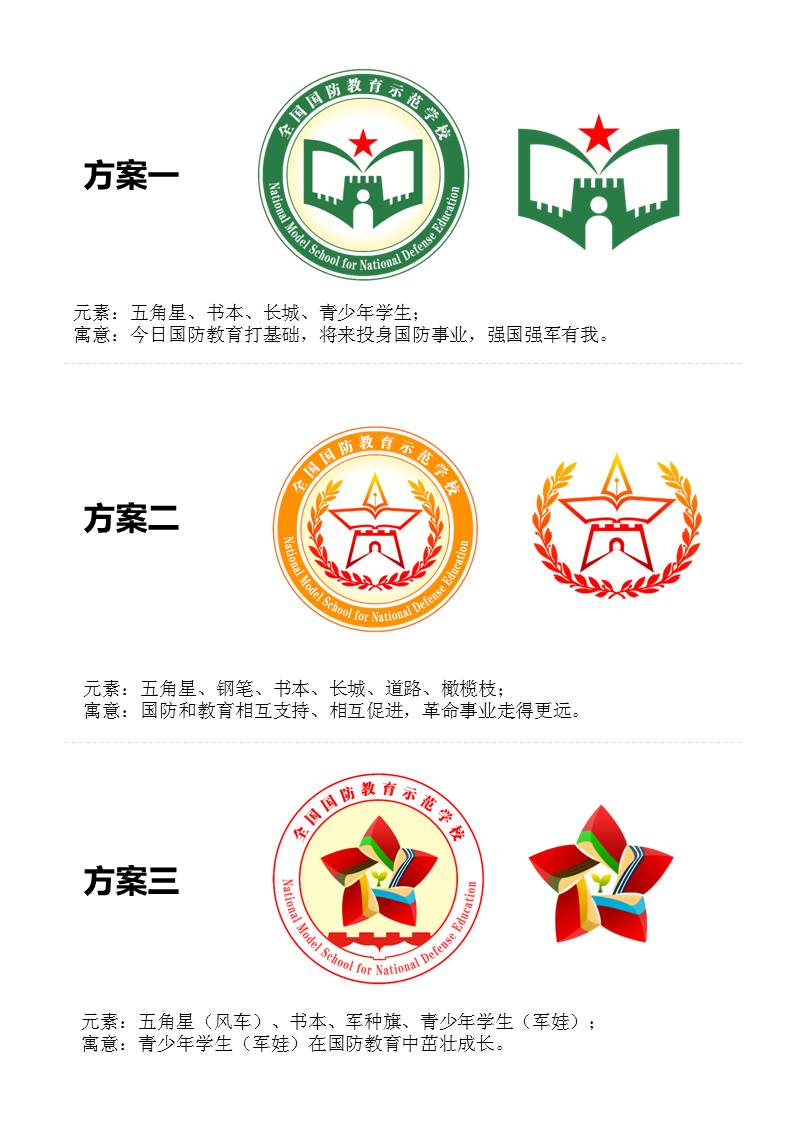 方案一
全国国防教育示范学校
National Model School for National Defense Education
元素：五角星、书本、长城、青少年学生；
寓意：今日国防教育打基础，将来投身国防事业，强国强军有我。
方案二
全国国防教育示范学校
National Model School for National Defense Education
元素：五角星、钢笔、书本、长城、道路、橄榄枝；
寓意：国防和教育相互支持、相互促进，革命事业走得更远。
方案三
全国国防教育示范学校
National Model School for National Defense Education
元素：五角星（风车）、书本、军种旗、青少年学生（军娃）；
寓意：青少年学生（军娃）在国防教育中茁壮成长。